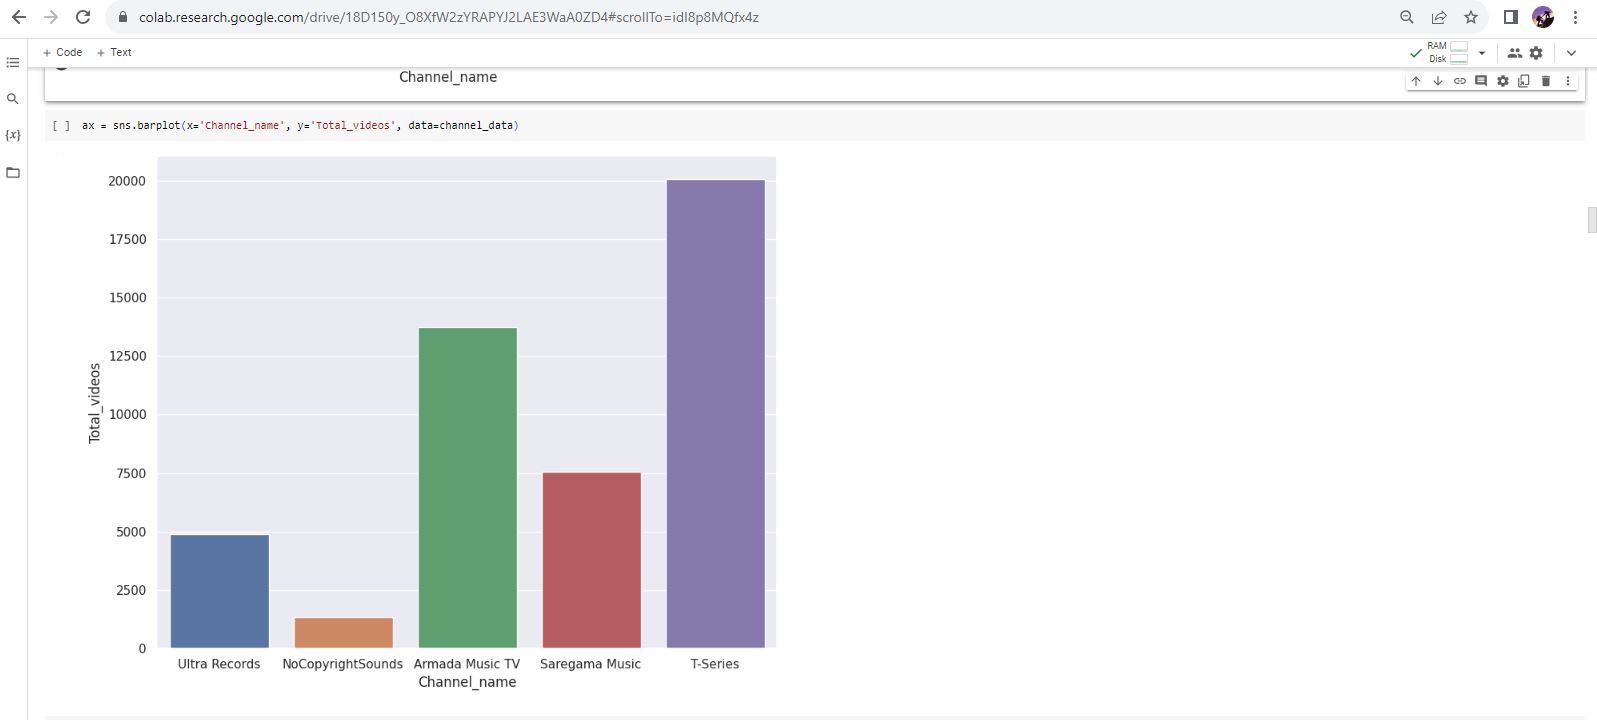 colab.research.google.com/drive/18D150y_O8XfW2zYRAPYJ2LAE3WaA0ZD4#scrollTo=idI8p8MQfx4z
+ Code + Text
RAM
Disk
Channel_name
{x}
[ ] ax = sns.barplot(x='Channel_name', y='Total_videos', data=channel_data)
20000
17500
15000
12500
10000
7500
5000
2500
0
Total_videos
Ultra Records NoCopyrightSounds Armada Music TV Saregama Music T-Series
Channel_name